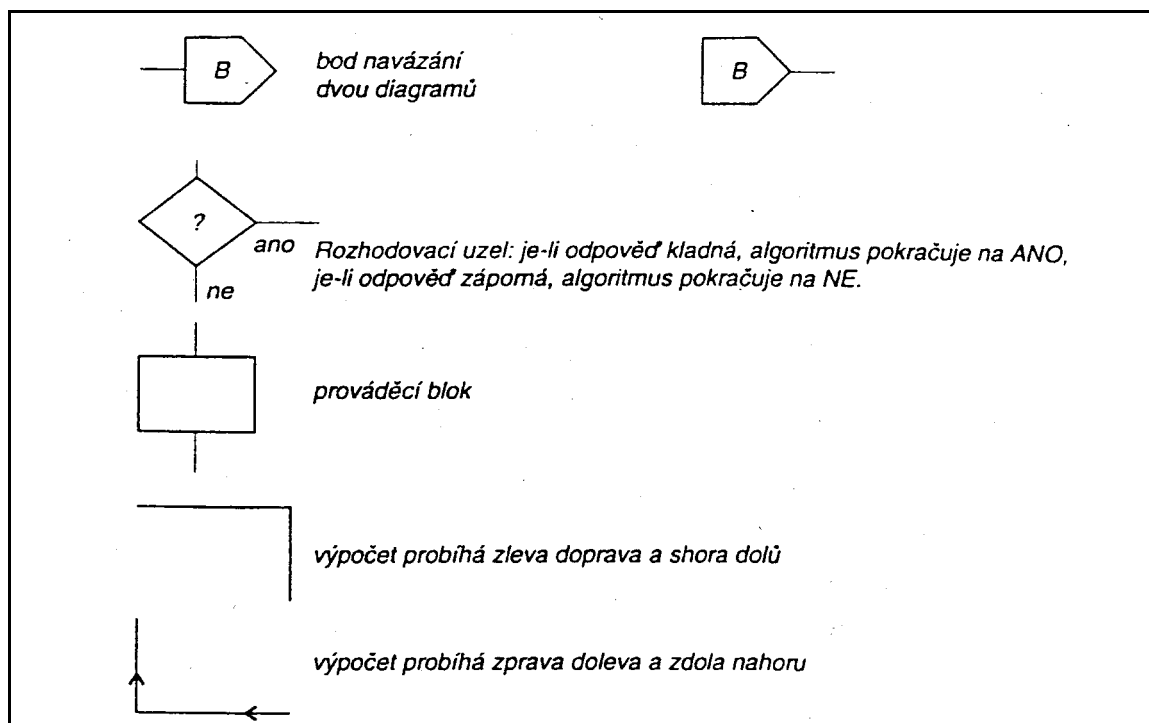 B
bod navázání
dvou diagramů
B
?
ano
Rozhodovací uzel: je-li odpověď kladná, algoritmus pokračuje na ANO,
je-li odpověď záporná, algoritmus pokračuje na NE.
ne
prováděcí blok
výpočet probíhá zleva doprava a shora dolů
výpočet probíhá zprava doleva a zdola nahoru